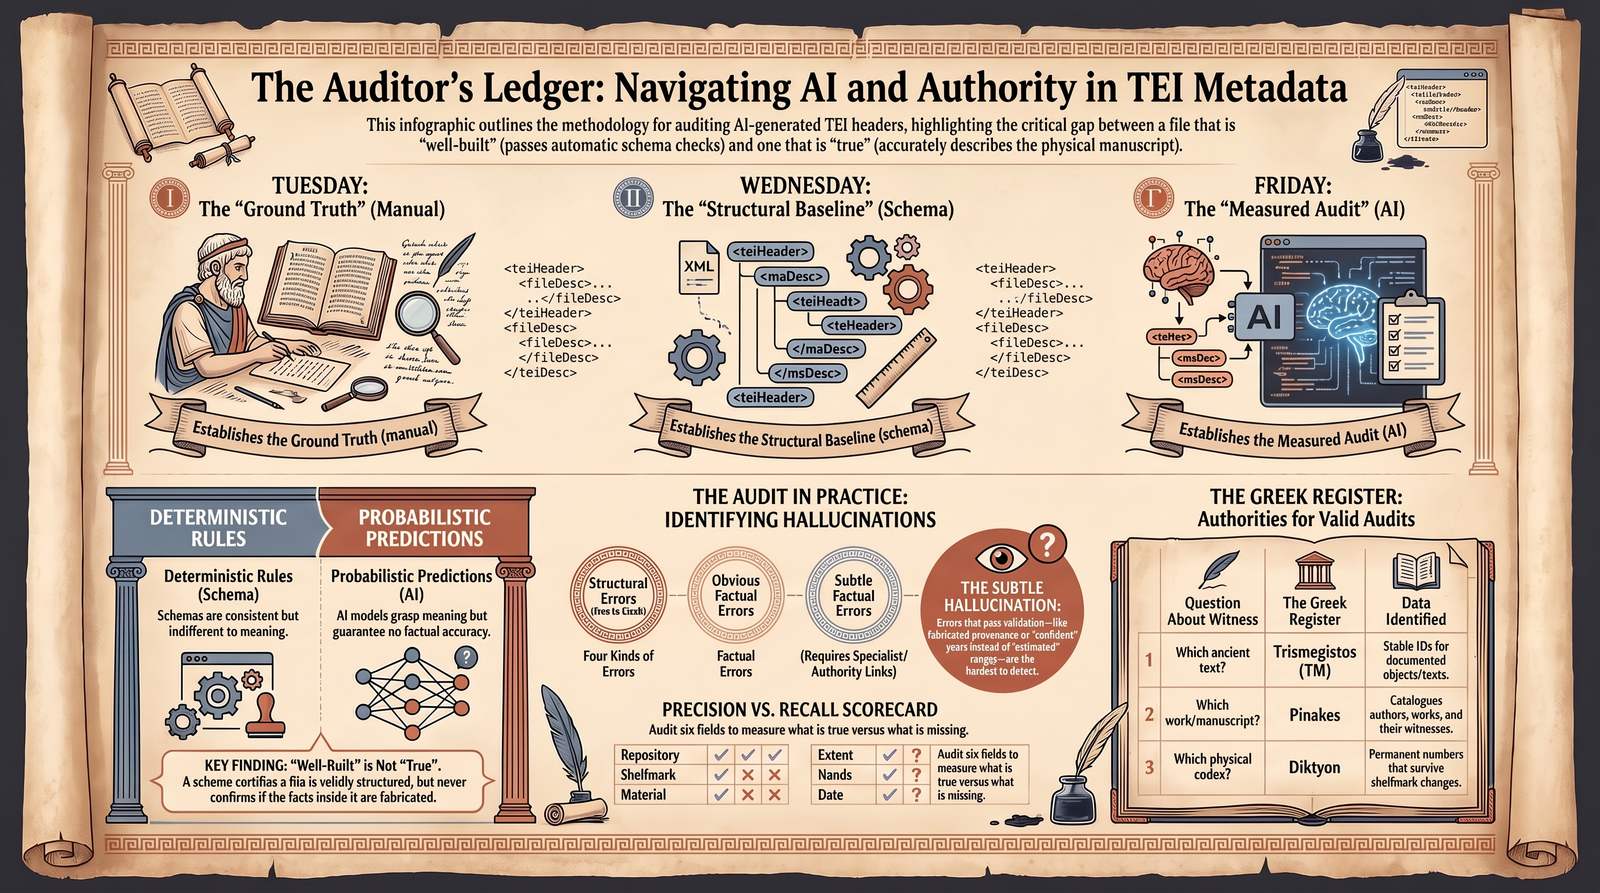 The Auditor's Ledger: Navigating AI and Authority in TEI Metadata
This infographic outlines the methodology for auditing AI-generated TEI headers, highlighting the critical gap between a file that is
"well-built" (passes automatic schema checks) and one that is "true" (accurately describes the physical manuscript).
I
TUESDAY:
The "Ground Truth" (Manual)
Establishes the Ground Truth (manual)
<teiHeader>
<fileDesc>...
..</fileDesc>
</teiHeader>
<fileDesc>
<fileDesc>...
</fileDesc>
</teiDesc>
II
WEDNESDAY:
The "Structural Baseline" (Schema)
XML
<teiHeader>
<maDesc>
<teiHeadt>
<teHeader>
</maDesc>
</msDesc>
<teiHeader>
Establishes the Structural Baseline (schema)
<teiHeader>
<fileDesc>...
../fileDesc>
</teiHeader>
<fileDesc>
<fileDesc>...
</fileDesc>
</teiDesc>
Γ
FRIDAY:
The "Measured Audit" (AI)
<teHes>
<msDec>
<msDesc>
AI
Establishes the Measured Audit (AI)
DETERMINISTIC
RULES
PROBABILISTIC
PREDICTIONS
Deterministic Rules
(Schema)
Schemas are consistent but
indifferent to meaning.
Probabilistic Predictions
(AI)
AI models grasp meaning but
guarantee no factual accuracy.
?
KEY FINDING: "Well-Ruilt" is Not "True".
A scheme cortifias a fiia is velidly structured, but never
confirms if the facts inside it are fabricated.
THE AUDIT IN PRACTICE:
IDENTIFYING HALLUCINATIONS
Structural
Errors
Four Kinds of
Errors
Obvious
Factual
Errors
Factual
Errors
Subtle
Factual
Errors
(Requires Specialist/
Authority Links)
?
THE SUBTLE
HALLUCINATION:
Errors that pass validation—like
fabricated provenance or "confident"
years instead of "estimated"
ranges—are the
hardest to detect.
PRECISION VS. RECALL SCORECARD
Audit six fields to measure what is true versus what is missing.
Repository ✓ ✓ ✓
Shelfmark ✓ ✗ ✗
Material ✓ ✗ ✗
Extent ✓ ?
Nands ✓ ?
Date ✓ ?
Audit six fields to
measure what is
true versus what
is missing.
THE GREEK REGISTER:
Authorities for Valid Audits
Question
About Witness
The Greek
Register
Data
Identified
1
Which ancient
text?
Trismegistos
(TM)
Stable IDs for
documented
objects/texts.
2
Which
work/manuscript?
Pinakes
Catalogues
authors, works, and
their witnesses.
3
Which physical
codex?
Diktyon
Permanent numbers
that survive
shelfmark changes.